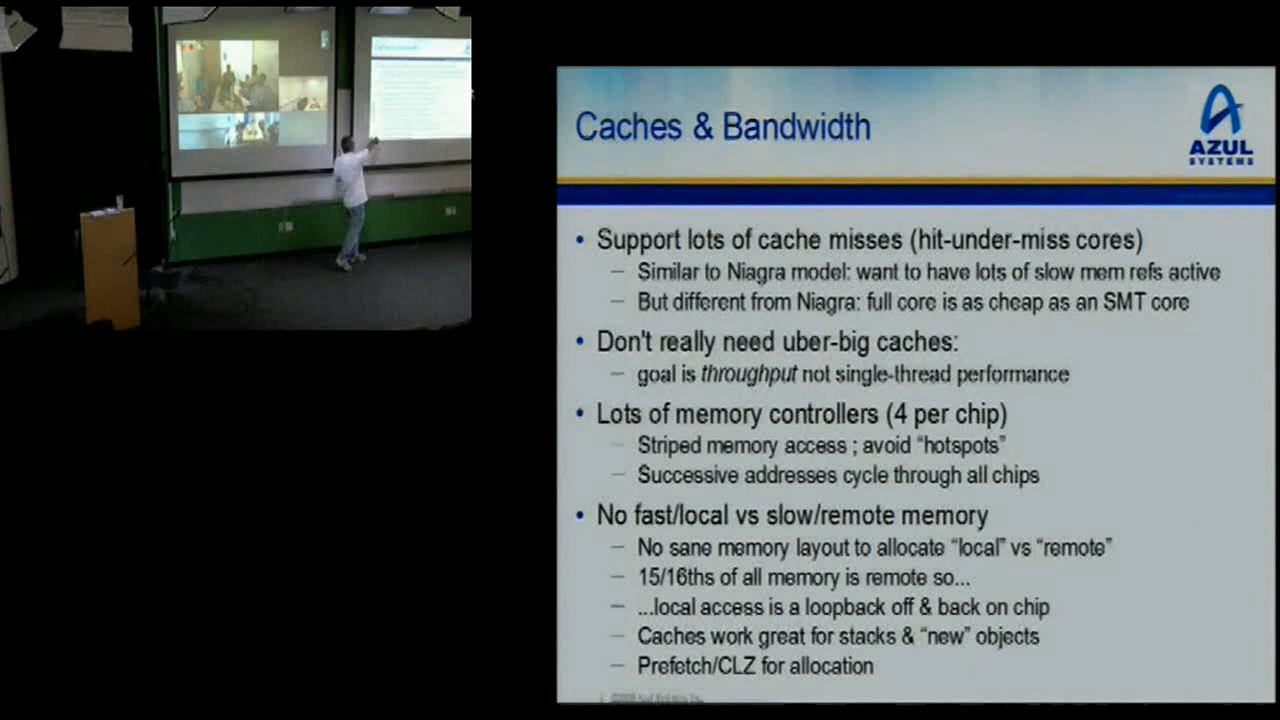 Caches & Bandwidth
AZUL
SYSTEMS
• Support lots of cache misses (hit-under-miss cores)
– Similar to Niagra model: want to have lots of slow mem refs active
– But different from Niagra: full core is as cheap as an SMT core
• Don't really need uber-big caches:
– goal is throughput not single-thread performance
• Lots of memory controllers (4 per chip)
– Striped memory access ; avoid “hotspots”
– Successive addresses cycle through all chips
• No fast/local vs slow/remote memory
– No sane memory layout to allocate “local” vs “remote”
– 15/16ths of all memory is remote so...
– ...local access is a loopback off & back on chip
– Caches work great for stacks & “new” objects
– Prefetch/CLZ for allocation